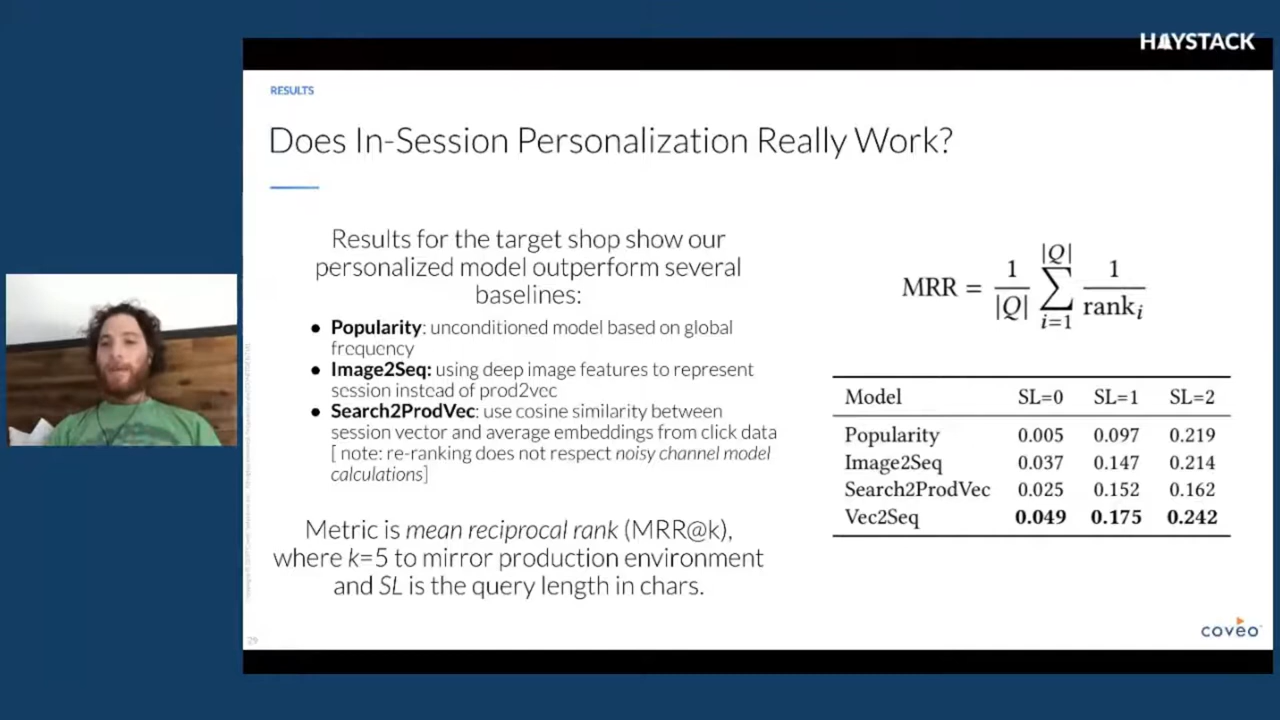 HAYSTACK
RESULTS
Does In-Session Personalization Really Work?
Results for the target shop show our
personalized model outperform several
baselines:
● Popularity: unconditioned model based on global
frequency
● Image2Seq: using deep image features to represent
session instead of prod2vec
● Search2ProdVec: use cosine similarity between
session vector and average embeddings from click data
[ note: re-ranking does not respect noisy channel model
calculations]
Metric is mean reciprocal rank (MRR@k),
where k=5 to mirror production environment
and SL is the query length in chars.
MRR = 1/|Q| ∑_{i=1}^{|Q|} 1/rank_i
Model SL=0 SL=1 SL=2
Popularity 0.005 0.097 0.219
Image2Seq 0.037 0.147 0.214
Search2ProdVec 0.025 0.152 0.162
Vec2Seq 0.049 0.175 0.242
29
coveo